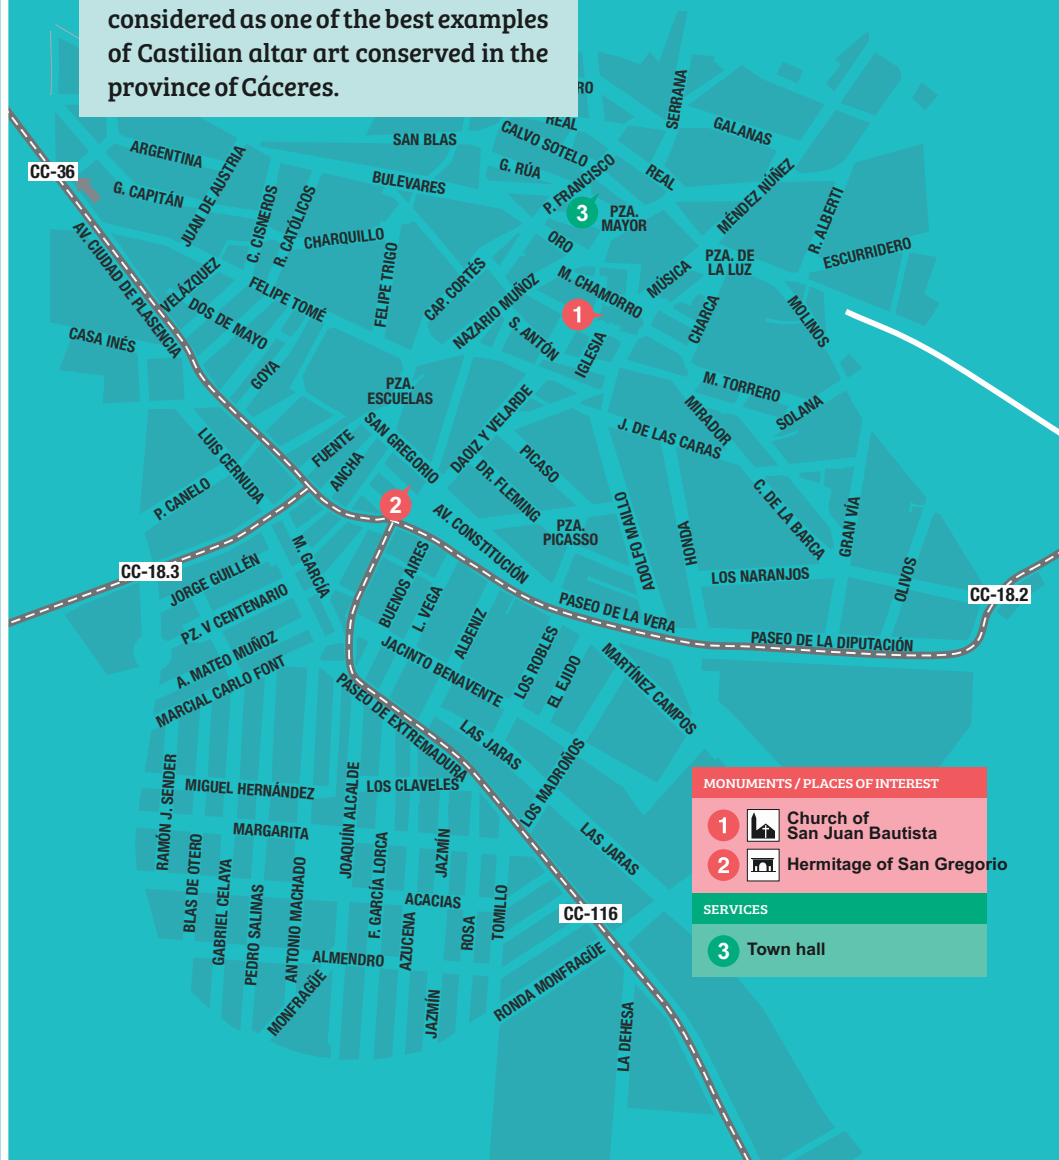 considered as one of the best examples
of Castilian altar art conserved in the
province of Cáceres.
SERRANA
REAL
GALANAS
SAN BLAS
CALVO SOTELO
ARGENTINA
G. RÚA
REAL
CC-36
JUAN DE AUSTRIA
BULEVARES
P. FRANCISCO
MÉNDEZ NÚÑEZ
G. CAPITÁN
C. CISNEROS
R. CATÓLICOS
3
PZA.
MAYOR
R. ALBERTI
CHARQUILLO
ORO
ESCURRIDERO
AV. CIUDAD DE PLASENCIA
VELÁZQUEZ
FELIPE TRIGO
CAP. CORTÉS
M. CHAMORRO
MÚSICA
PZA. DE
LA LUZ
FELIPE TOMÉ
NAZARIO MUÑOZ
1
CHARCA
MOLINOS
DOS DE MAYO
S. ANTÓN
IGLESIA
CASA INÉS
GOYA
PZA.
ESCUELAS
M. TORRERO
SOLANA
MIRADOR
DAOIZ Y VELARDE
J. DE LAS CARAS
SAN GREGORIO
FUENTE
ANCHA
LUIS CERNUDA
PICASO
DR. FLEMING
P. CANELO
2
C. DE LA BARCA
GRAN VÍA
AV. CONSTITUCIÓN
PZA.
PICASSO
ADOLFO MAILLO
HONDA
CC-18.3
M. GARCÍA
JORGE GUILLÉN
LOS NARANJOS
OLIVOS
CC-18.2
BUENOS AIRES
L. VEGA
PZ. V CENTENARIO
ALBENIZ
PASEO DE LA VERA
PASEO DE LA DIPUTACIÓN
A. MATEO MUÑOZ
JACINTO BENAVENTE
LOS ROBLES
EL EJIDO
MARTÍNEZ CAMPOS
MARCIAL CARLO FONT
PASEO DE EXTREMADURA
LAS JARAS
LOS MADROÑOS
RAMÓN J. SENDER
MIGUEL HERNÁNDEZ
JOAQUÍN ALCALDE
LOS CLAVELES
MARGARITA
JAZMÍN
LAS JARAS
BLAS DE OTERO
GABRIEL CELAYA
PEDRO SALINAS
ANTONIO MACHADO
F. GARCÍA LORCA
ACACIAS
AZUCENA
ROSA
TOMILLO
CC-116
ALMENDRO
MONFRAGÜE
JAZMÍN
RONDA MONFRAGÜE
LA DEHESA
MONUMENTS / PLACES OF INTEREST
1 Church of
San Juan Bautista
2 Hermitage of San Gregorio
SERVICES
3 Town hall